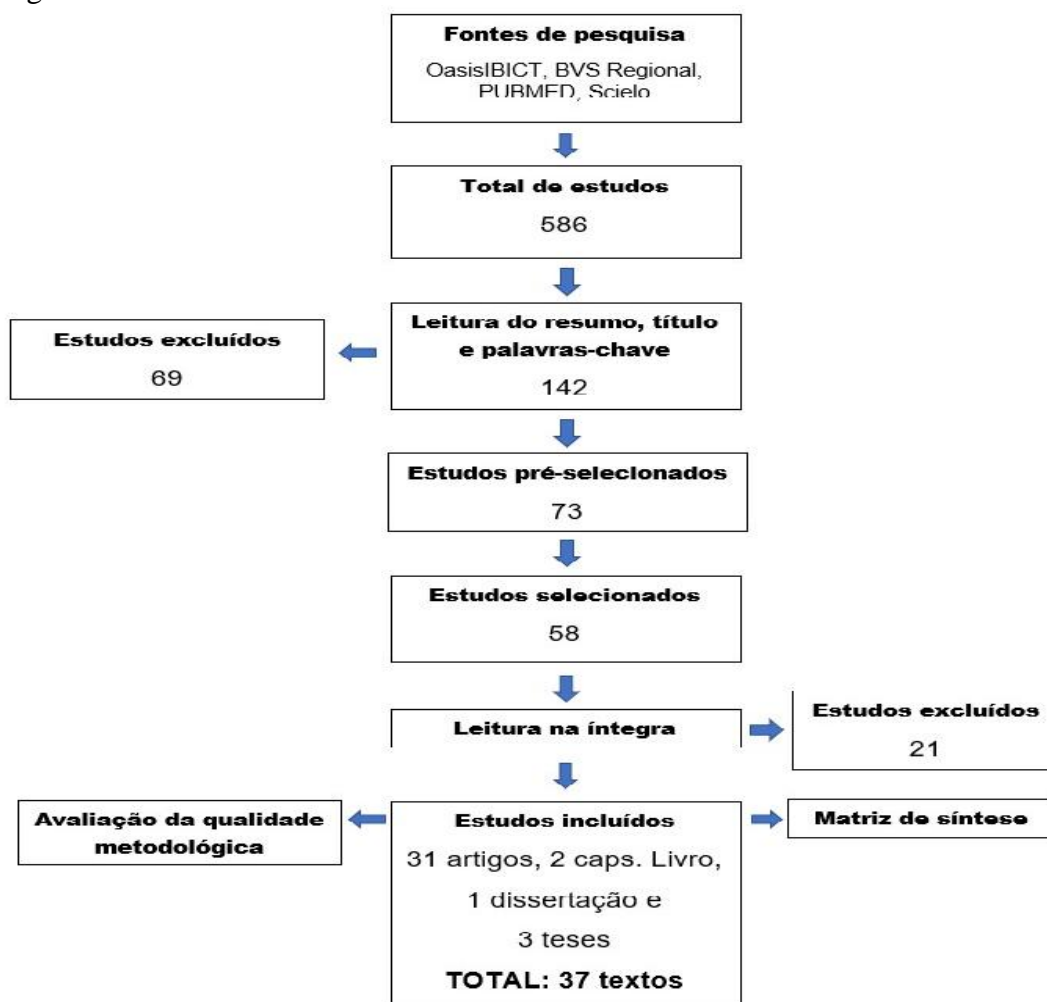 Fontes de pesquisa
OasisIBICT, BVS Regional,
PUBMED, Scielo
Total de estudos
586
Leitura do resumo, título
e palavras-chave
142
Estudos excluídos
69
Estudos pré-selecionados
73
Estudos selecionados
58
Leitura na íntegra
Estudos excluídos
21
Avaliação da qualidade
metodológica
Estudos incluídos
31 artigos, 2 caps. Livro,
1 dissertação e
3 teses
TOTAL: 37 textos
Matriz de síntese